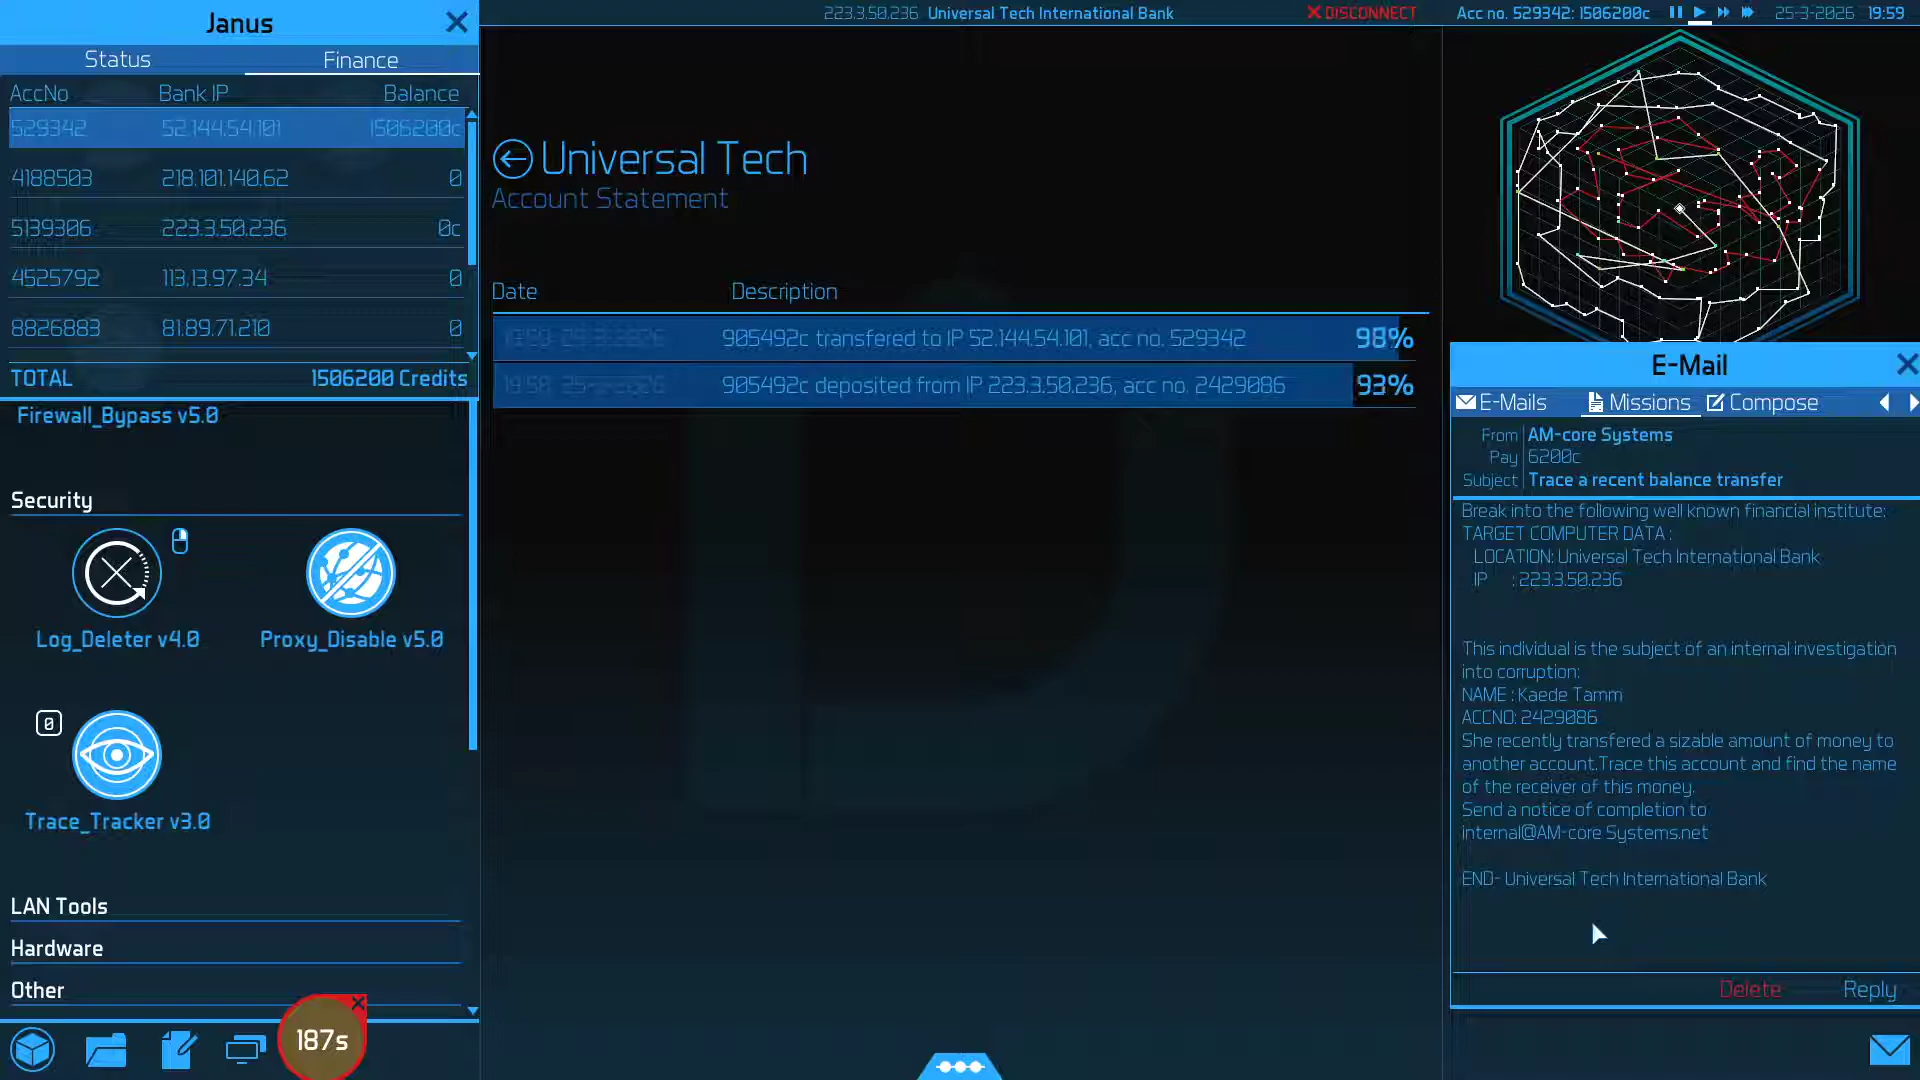 Janus
Status Finance
AccNo Bank IP Balance
529342 52.144.54.101 1506200c
4188503 218.101.140.62 0
5139306 223.3.50.236 0c
4525792 113.13.97.34 0
8826883 81.89.71.210 0
TOTAL 1506200 Credits
Firewall_Bypass v5.0
Security
Log_Deleter v4.0 Proxy_Disable v5.0
0
Trace_Tracker v3.0
LAN Tools
Hardware
Other
187s
223.3.50.236 Universal Tech International Bank
DISCONNECT
Universal Tech
Account Statement
Date Description
905492c transfered to IP 52.144.54.101, acc no. 529342 98%
905492c deposited from IP 223.3.50.236, acc no. 2429086 93%
Acc no. 529342: 1506200c 25-3-2026 19:59
E-Mail
E-Mails Missions Compose
From AM-core Systems
Pay 6200c
Subject Trace a recent balance transfer
Break into the following well known financial institute:
TARGET COMPUTER DATA :
LOCATION: Universal Tech International Bank
IP : 223.3.50.236
This individual is the subject of an internal investigation
into corruption:
NAME : Kaede Tamm
ACCNO: 2429086
She recently transfered a sizable amount of money to
another account.Trace this account and find the name
of the receiver of this money.
Send a notice of completion to
internal@AM-core Systems.net
END- Universal Tech International Bank
Delete Reply